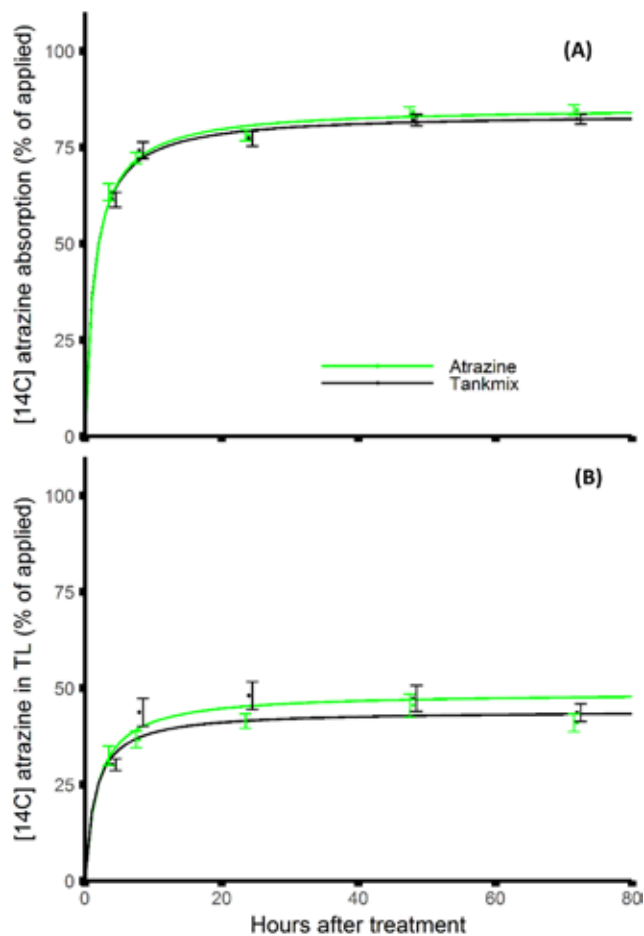 (A)
[14C] atrazine absorption (% of applied)
100
75
50
25
0
Atrazine
Tankmix
(B)
[14C] atrazine in TL (% of applied)
100
75
50
25
0
0 20 40 60 80
Hours after treatment